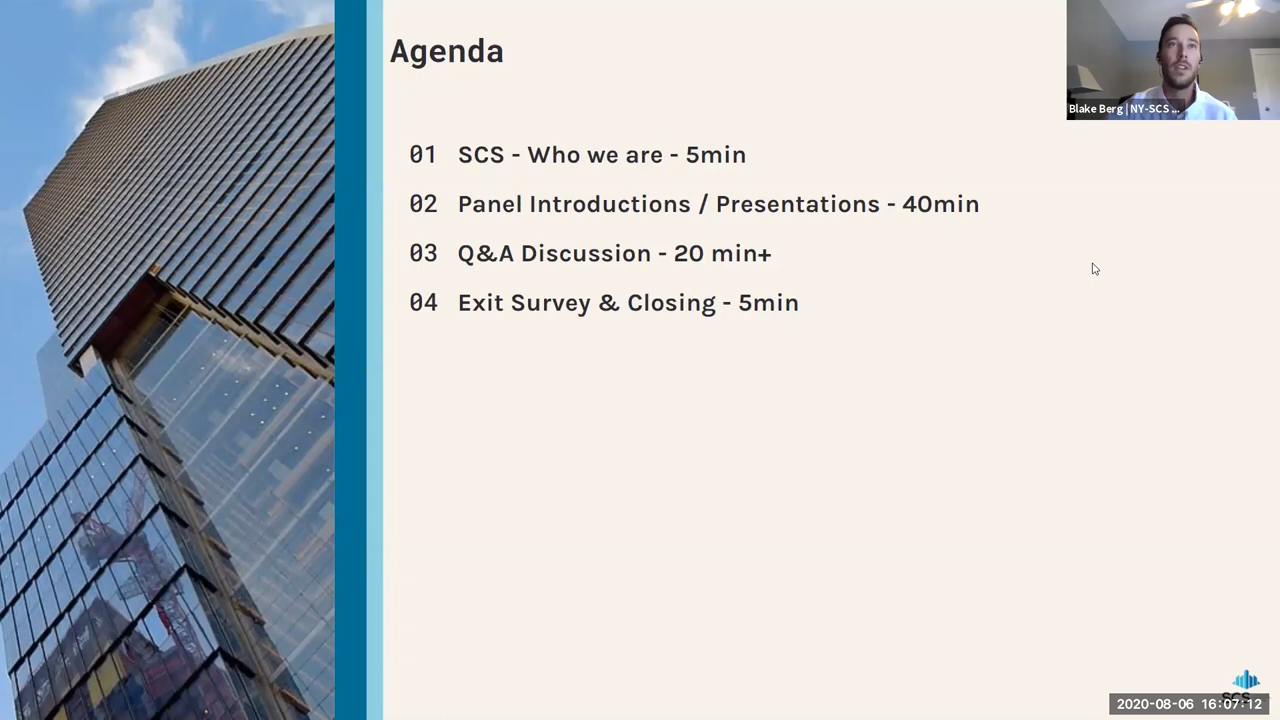 Agenda
Blake Berg | NY-SCS ...
01 SCS - Who we are - 5min
02 Panel Introductions / Presentations - 40min
03 Q&A Discussion - 20 min+
04 Exit Survey & Closing - 5min
SCS
2020-08-06 16:07:12